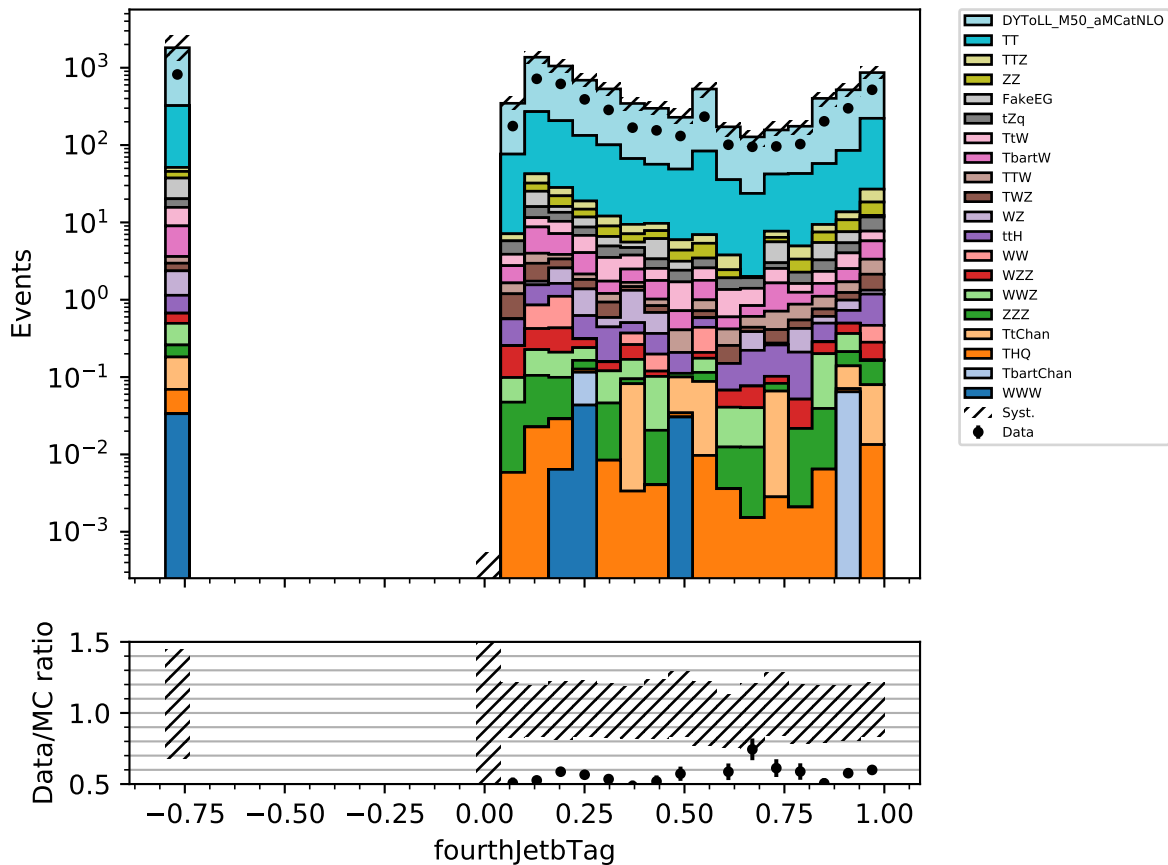 Events
10³
10²
10¹
10⁰
10⁻¹
10⁻²
10⁻³
DYToLL_M50_aMCatNLO
TT
TTZ
ZZ
FakeEG
tZq
TtW
TbartW
TTW
TWZ
WZ
ttH
WW
WZZ
WWZ
ZZZ
TtChan
THQ
TbartChan
WWW
Syst.
Data
Data/MC ratio
1.5
1.0
0.5
−0.75 −0.50 −0.25 0.00 0.25 0.50 0.75 1.00
fourthJetbTag